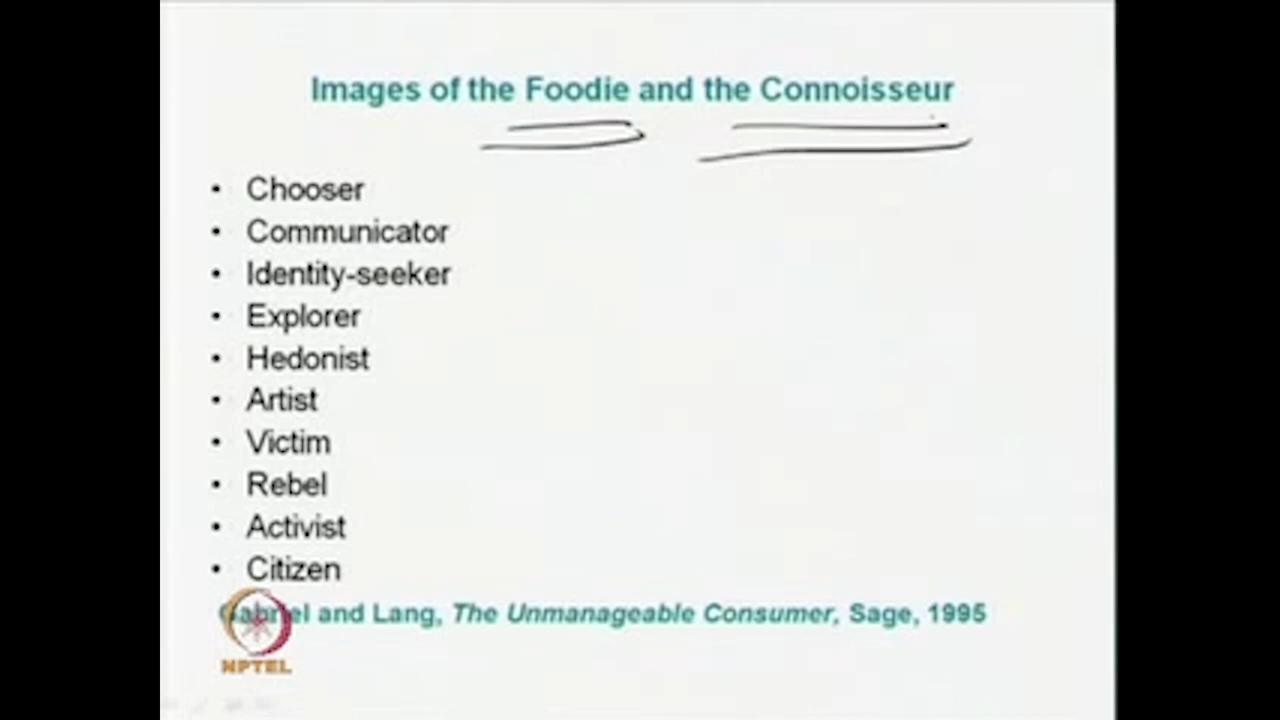 Images of the Foodie and the Connoisseur
• Chooser
• Communicator
• Identity-seeker
• Explorer
• Hedonist
• Artist
• Victim
• Rebel
• Activist
• Citizen
Gabriel and Lang, The Unmanageable Consumer, Sage, 1995
NPTEL